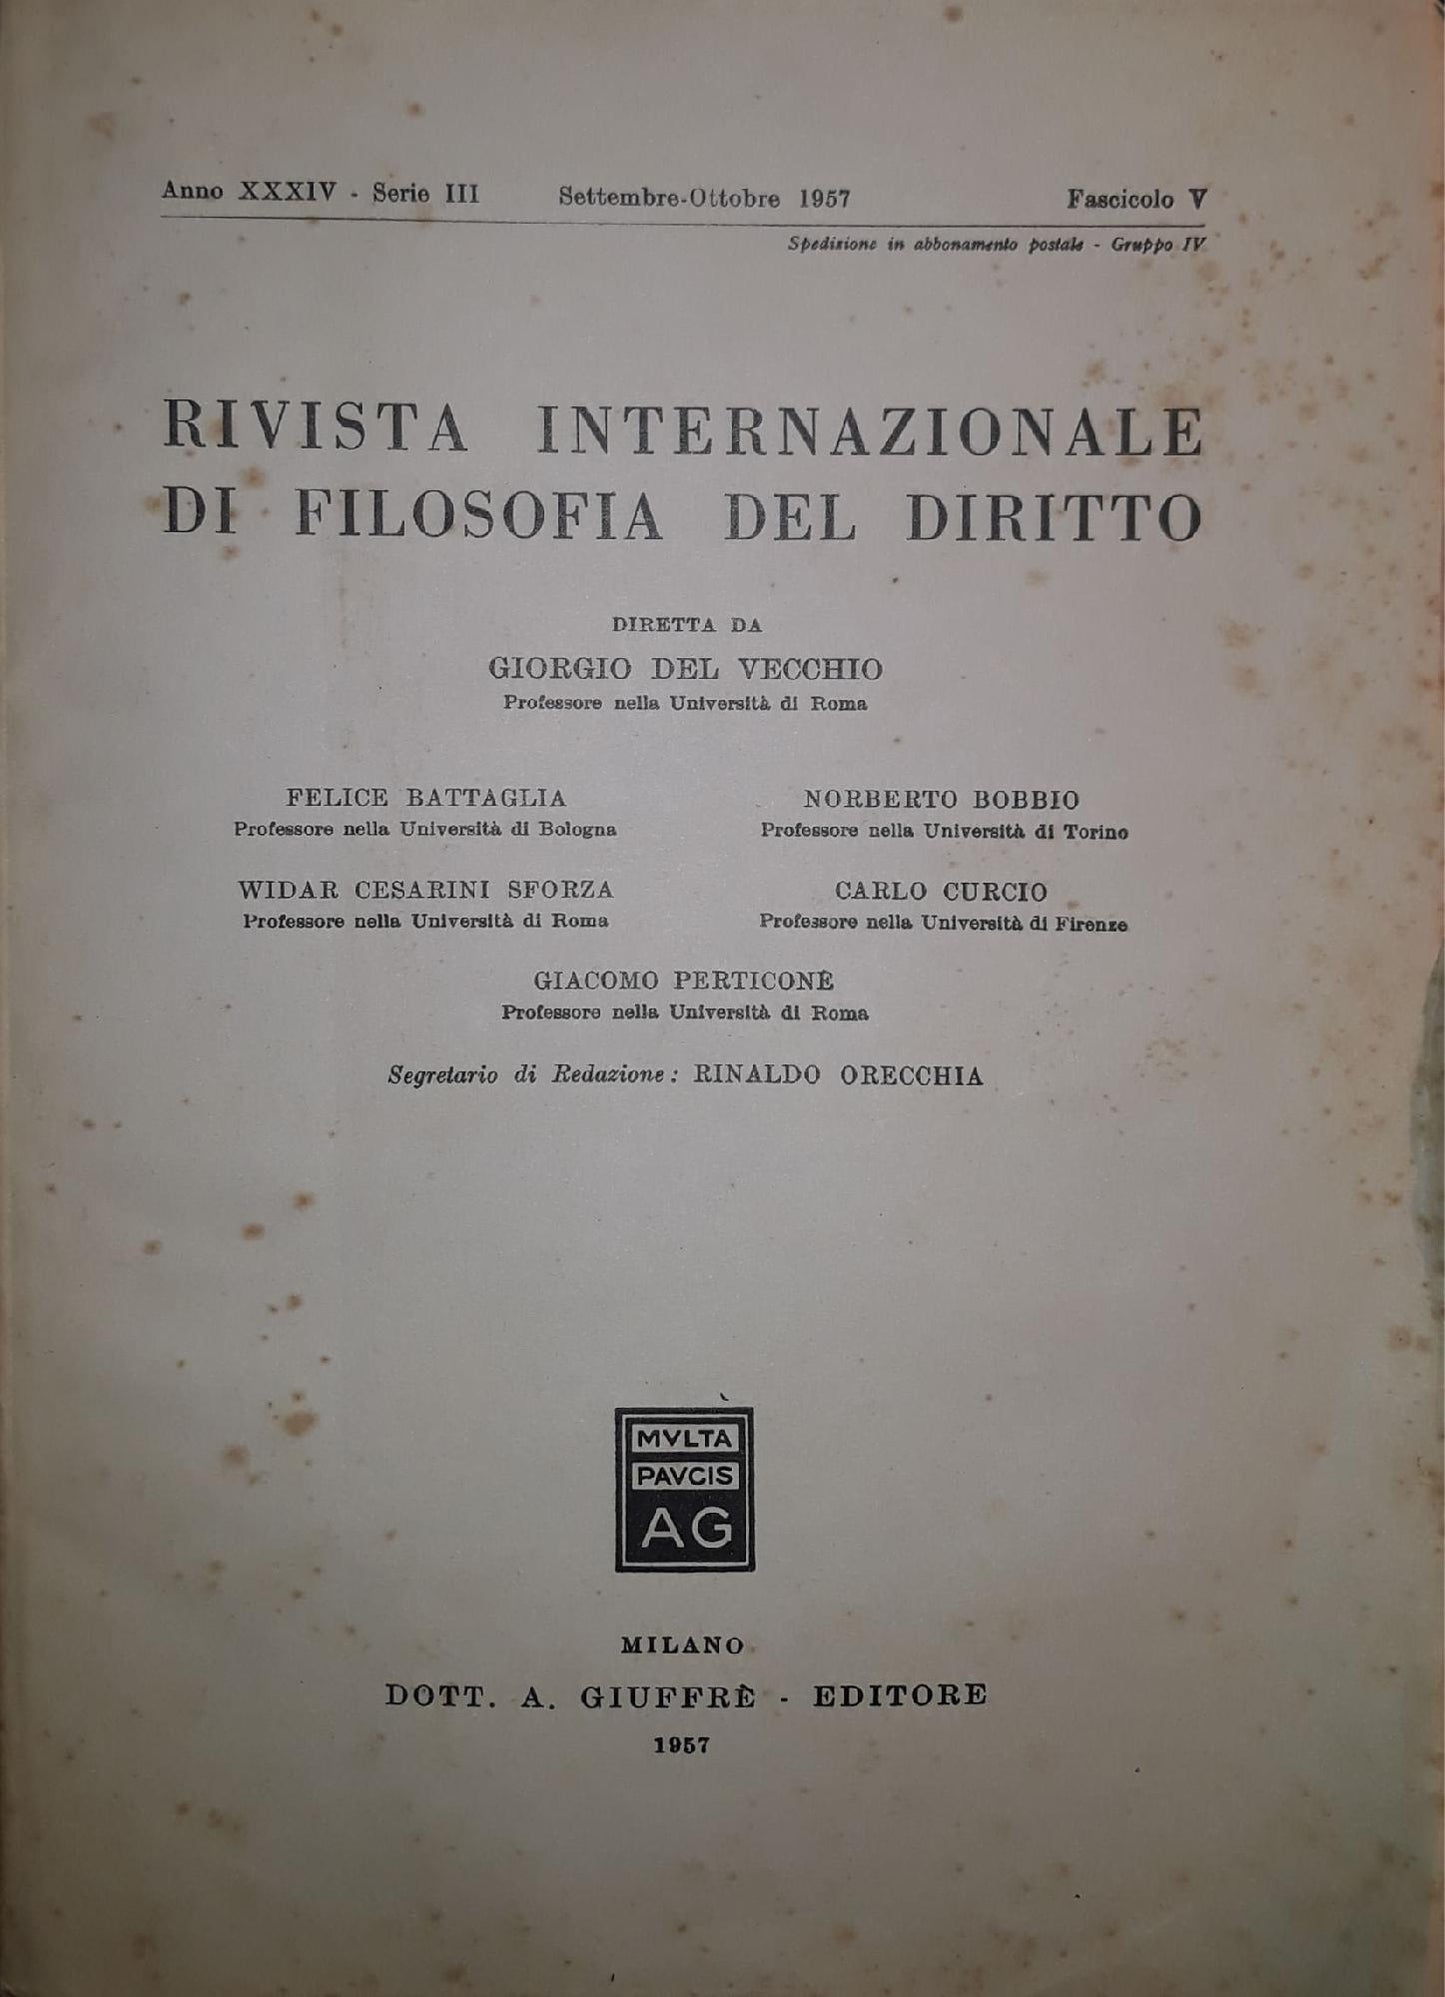 Anno XXXIV - Serie III Settembre-Ottobre 1957 Fascicolo V
Spedizione in abbonamento postale - Gruppo IV
RIVISTA INTERNAZIONALE
DI FILOSOFIA DEL DIRITTO
DIRETTA DA
GIORGIO DEL VECCHIO
Professore nella Università di Roma
FELICE BATTAGLIA
Professore nella Università di Bologna
NORBERTO BOBBIO
Professore nella Università di Torino
WIDAR CESARINI SFORZA
Professore nella Università di Roma
CARLO CURCIO
Professore nella Università di Firenze
GIACOMO PERTICONE
Professore nella Università di Roma
Segretario di Redazione: RINALDO ORECCHIA
MVLTA
PAVCIS
AG
MILANO
DOTT. A. GIUFFRÈ - EDITORE
1957